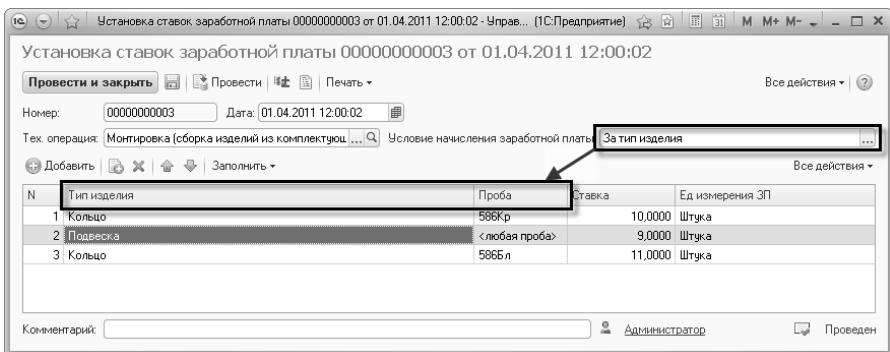 1С Установка ставок заработной платы 00000000003 от 01.04.2011 12:00:02 - Управ... (1С:Предприятие) 31 M M+ M-
Установка ставок заработной платы 00000000003 от 01.04.2011 12:00:02
Провести и закрыть Провести Печать Все действия ?
Номер: 00000000003 Дата: 01.04.2011 12:00:02
Тех. операция: Монтировка (сборка изделий из комплектующ ... Условие начисления заработной платы За тип изделия ...
Добавить Заполнить Все действия
N Тип изделия Проба Ставка Ед измерения ЗП
1 Кольцо 586Кр 10,0000 Штука
2 Подвеска <любая проба> 9,0000 Штука
3 Кольцо 586Бл 11,0000 Штука
Комментарий: Администратор Проведен